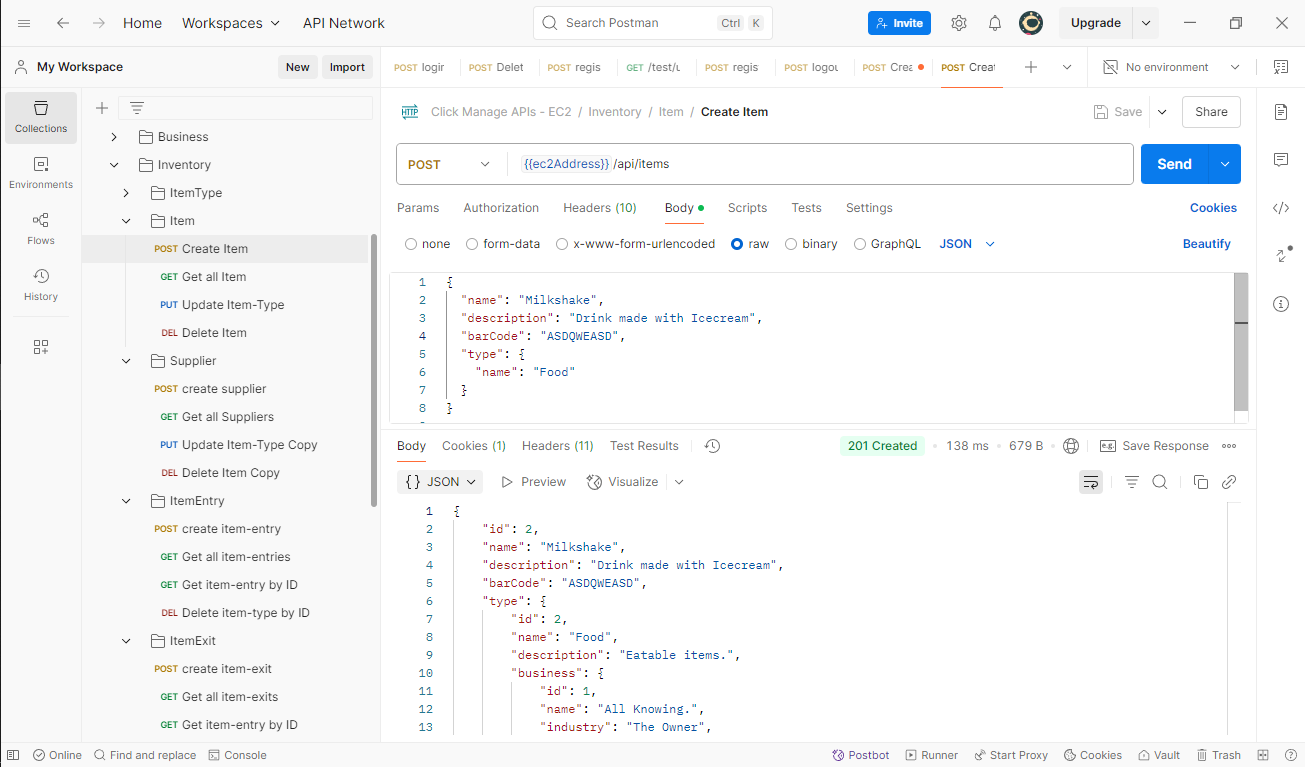 Home Workspaces API Network Search Postman Ctrl K Invite Upgrade
My Workspace New Import
POST login POST Delet POST regis GET /test/u POST regis POST logou POST Crea POST Creat No environment
Collections
Environments
Flows
History
Business
Inventory
ItemType
Item
POST Create Item
GET Get all Item
PUT Update Item-Type
DEL Delete Item
Supplier
POST create supplier
GET Get all Suppliers
PUT Update Item-Type Copy
DEL Delete Item Copy
ItemEntry
POST create item-entry
GET Get all item-entries
GET Get item-entry by ID
DEL Delete item-type by ID
ItemExit
POST create item-exit
GET Get all item-exits
GET Get item-entry by ID
HTTP Click Manage APIs - EC2 / Inventory / Item / Create Item Save Share
POST {{ec2Address}} /api/items Send
Params Authorization Headers (10) Body Scripts Tests Settings Cookies
none form-data x-www-form-urlencoded raw binary GraphQL JSON Beautify
1 {
2 "name": "Milkshake",
3 "description": "Drink made with Icecream",
4 "barCode": "ASDQWEASD",
5 "type": {
6 "name": "Food"
7 }
8 }
Body Cookies (1) Headers (11) Test Results 201 Created 138 ms 679 B e.g. Save Response
{} JSON Preview Visualize
1 {
2 "id": 2,
3 "name": "Milkshake",
4 "description": "Drink made with Icecream",
5 "barCode": "ASDQWEASD",
6 "type": {
7 "id": 2,
8 "name": "Food",
9 "description": "Eatable items.",
10 "business": {
11 "id": 1,
12 "name": "All Knowing.",
13 "industry": "The Owner",
Online Find and replace Console Postbot Runner Start Proxy Cookies Vault Trash